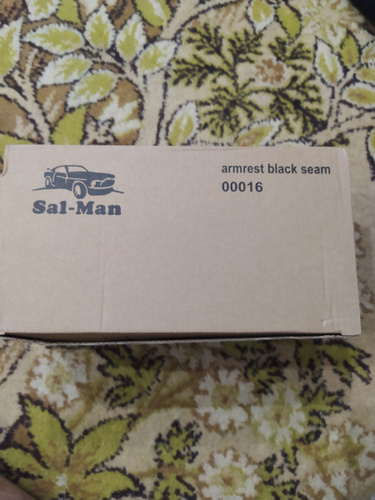 Sal-Man
armrest black seam
00016